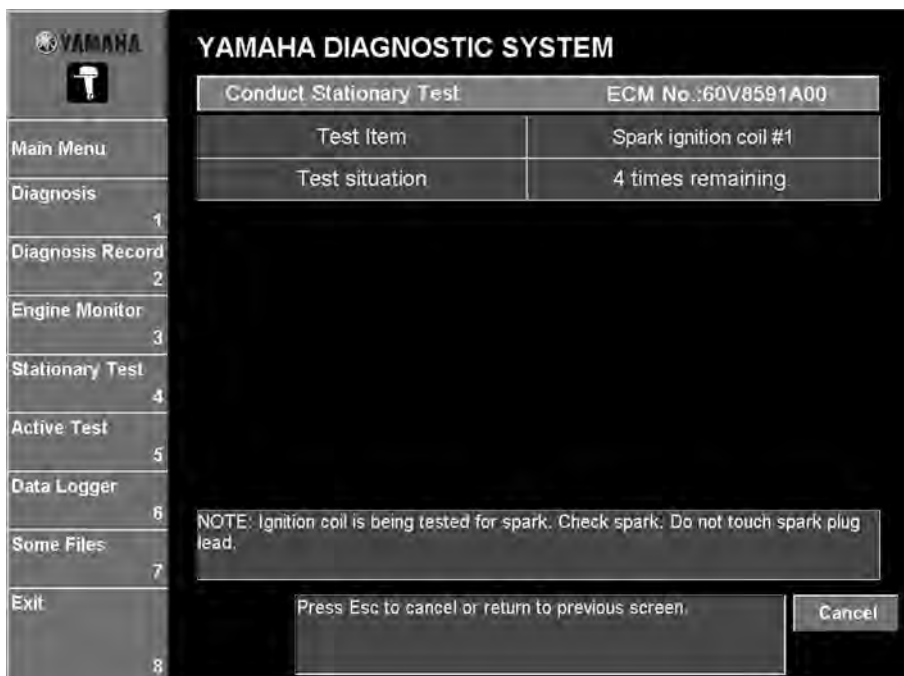 YAMAHA
YAMAHA DIAGNOSTIC SYSTEM
Conduct Stationary Test ECM No.:60V8591A00
Test Item Spark ignition coil #1
Test situation 4 times remaining
Main Menu
Diagnosis
1
Diagnosis Record
2
Engine Monitor
3
Stationary Test
4
Active Test
5
Data Logger
6
Some Files
7
Exit
8
NOTE: Ignition coil is being tested for spark. Check spark. Do not touch spark plug
lead.
Press Esc to cancel or return to previous screen.
Cancel